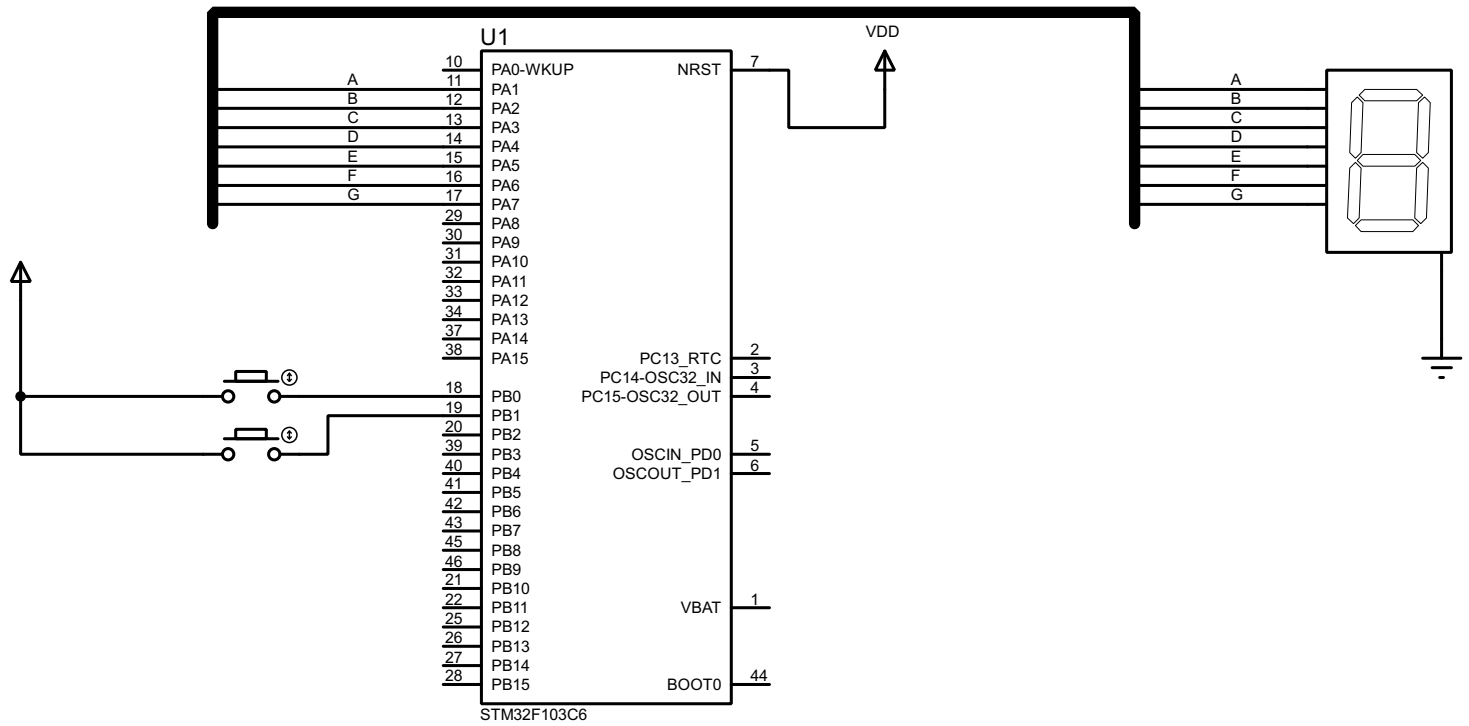 U1
VDD
10 PA0-WKUP NRST 7
A 11 PA1 A
B 12 PA2 B
C 13 PA3 C
D 14 PA4 D
E 15 PA5 E
F 16 PA6 F
G 17 PA7 G
29 PA8
30 PA9
31 PA10
32 PA11
33 PA12
34 PA13
37 PA14
38 PA15 PC13_RTC 2
PC14-OSC32_IN 3
18 PB0 PC15-OSC32_OUT 4
19 PB1
20 PB2
39 PB3 OSCIN_PD0 5
40 PB4 OSCOUT_PD1 6
41 PB5
42 PB6
43 PB7
45 PB8
46 PB9
21 PB10
22 PB11 VBAT 1
25 PB12
26 PB13
27 PB14
28 PB15 BOOT0 44
STM32F103C6